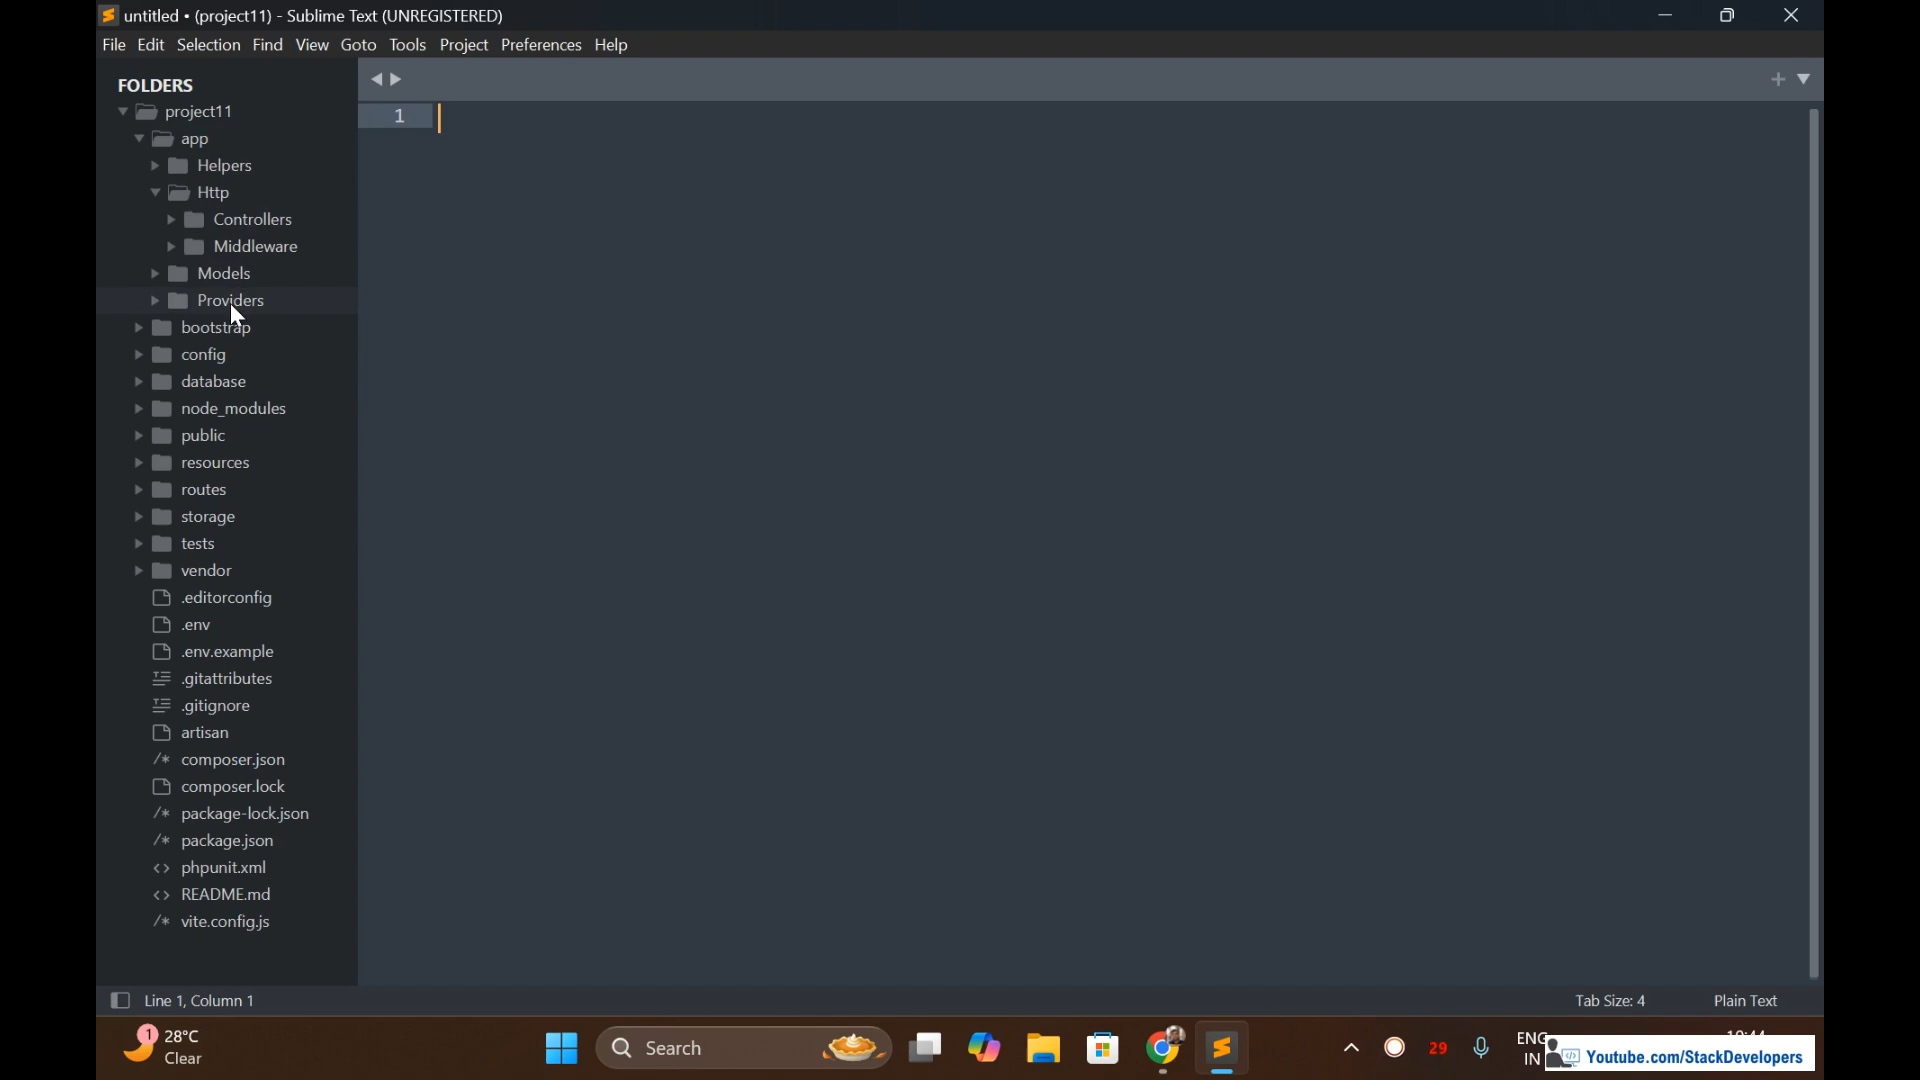 untitled • (project11) - Sublime Text (UNREGISTERED)
File Edit Selection Find View Goto Tools Project Preferences Help
FOLDERS
project11
app
Helpers
Http
Controllers
Middleware
Models
Providers
bootstrap
config
database
node_modules
public
resources
routes
storage
tests
vendor
.editorconfig
.env
.env.example
.gitattributes
.gitignore
artisan
/* composer.json
composer.lock
/* package-lock.json
/* package.json
<> phpunit.xml
<> README.md
/* vite.config.js
1
Line 1, Column 1
Tab Size: 4
Plain Text
1
28°C
Clear
Search
29
ENG
IN
Youtube.com/StackDevelopers